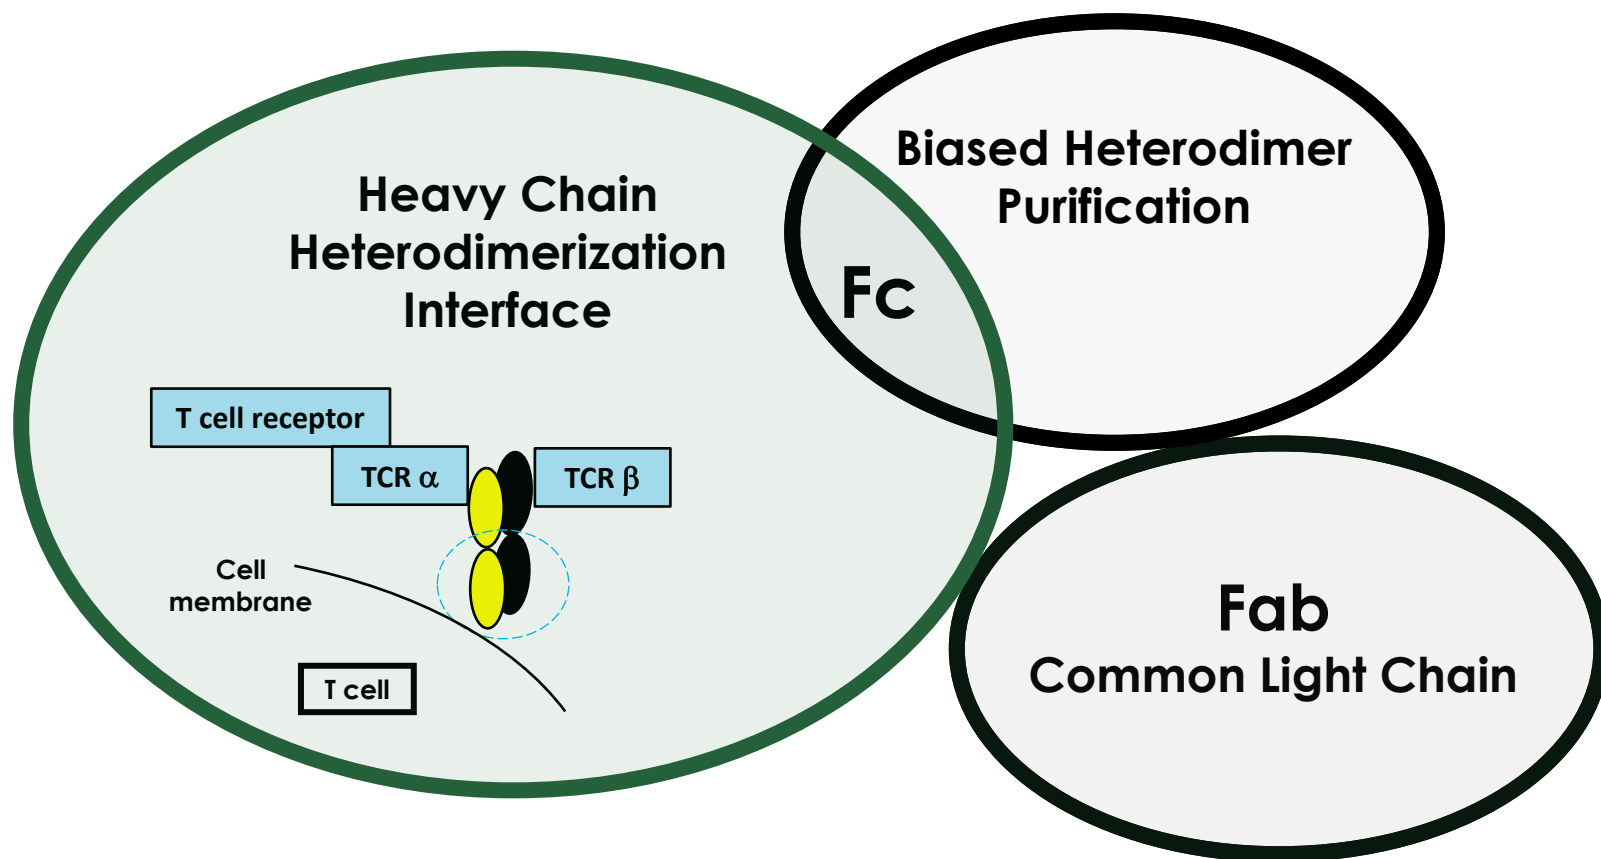 Heavy Chain
Heterodimerization
Interface
Biased Heterodimer
Purification
Fc
T cell receptor
TCR α
TCR β
Cell
membrane
T cell
Fab
Common Light Chain